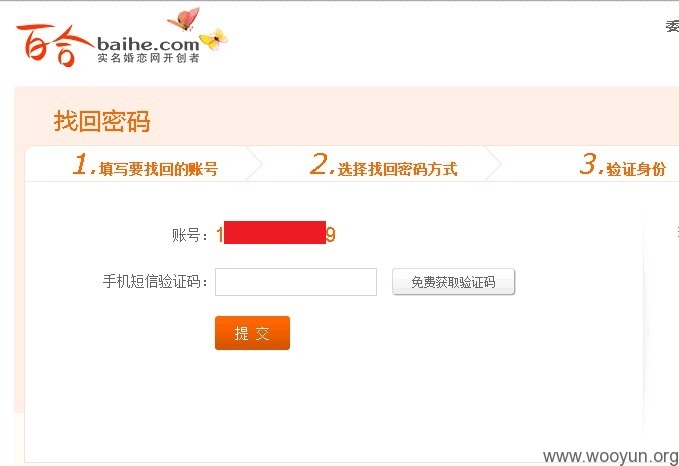 百合 baihe.com
实名婚恋网开创者
委
找回密码
1.填写要找回的账号 2.选择找回密码方式 3.验证身份
账号：1 9
手机短信验证码： 免费获取验证码
提 交
www.wooyun.org